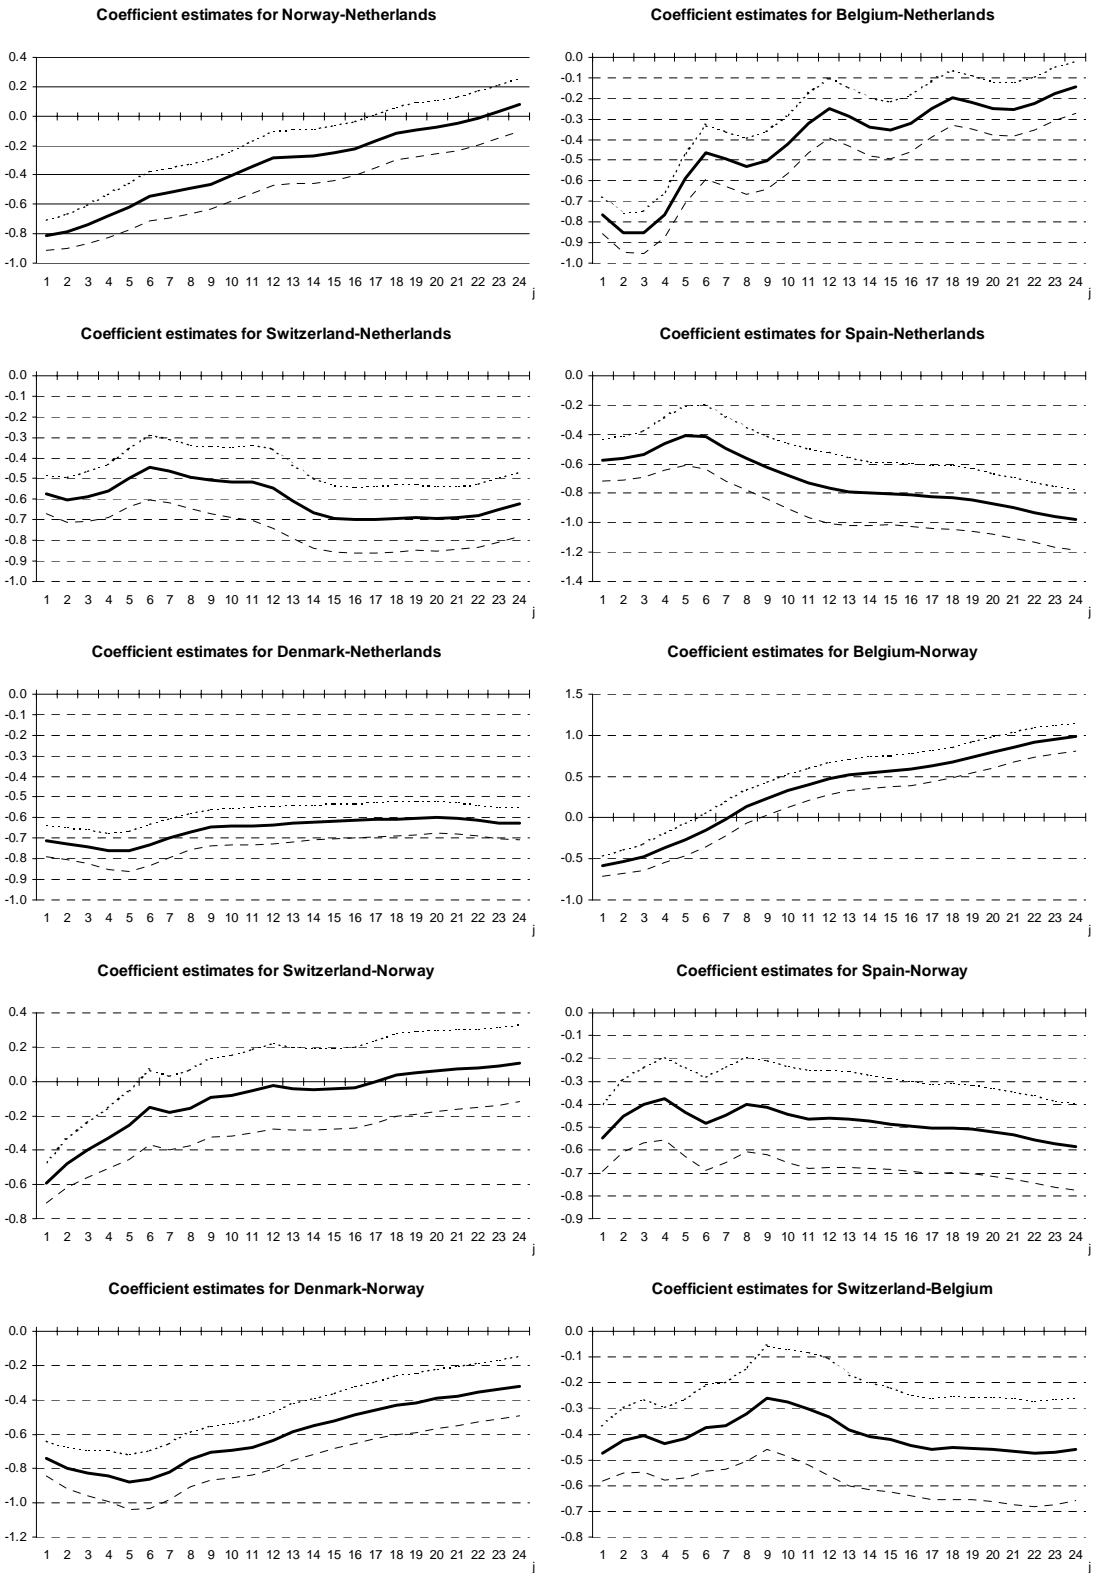 Coefficient estimates for Norway-Netherlands
0.4
0.2
0.0
-0.2
-0.4
-0.6
-0.8
-1.0
1 2 3 4 5 6 7 8 9 10 11 12 13 14 15 16 17 18 19 20 21 22 23 24
j
Coefficient estimates for Belgium-Netherlands
0.0
-0.1
-0.2
-0.3
-0.4
-0.5
-0.6
-0.7
-0.8
-0.9
-1.0
1 2 3 4 5 6 7 8 9 10 11 12 13 14 15 16 17 18 19 20 21 22 23 24
j
Coefficient estimates for Switzerland-Netherlands
0.0
-0.1
-0.2
-0.3
-0.4
-0.5
-0.6
-0.7
-0.8
-0.9
-1.0
1 2 3 4 5 6 7 8 9 10 11 12 13 14 15 16 17 18 19 20 21 22 23 24
j
Coefficient estimates for Spain-Netherlands
0.0
-0.2
-0.4
-0.6
-0.8
-1.0
-1.2
-1.4
1 2 3 4 5 6 7 8 9 10 11 12 13 14 15 16 17 18 19 20 21 22 23 24
j
Coefficient estimates for Denmark-Netherlands
0.0
-0.1
-0.2
-0.3
-0.4
-0.5
-0.6
-0.7
-0.8
-0.9
-1.0
1 2 3 4 5 6 7 8 9 10 11 12 13 14 15 16 17 18 19 20 21 22 23 24
j
Coefficient estimates for Belgium-Norway
1.5
1.0
0.5
0.0
-0.5
-1.0
1 2 3 4 5 6 7 8 9 10 11 12 13 14 15 16 17 18 19 20 21 22 23 24
j
Coefficient estimates for Switzerland-Norway
0.4
0.2
0.0
-0.2
-0.4
-0.6
-0.8
1 2 3 4 5 6 7 8 9 10 11 12 13 14 15 16 17 18 19 20 21 22 23 24
j
Coefficient estimates for Spain-Norway
0.0
-0.1
-0.2
-0.3
-0.4
-0.5
-0.6
-0.7
-0.8
-0.9
1 2 3 4 5 6 7 8 9 10 11 12 13 14 15 16 17 18 19 20 21 22 23 24
j
Coefficient estimates for Denmark-Norway
0.0
-0.2
-0.4
-0.6
-0.8
-1.0
-1.2
1 2 3 4 5 6 7 8 9 10 11 12 13 14 15 16 17 18 19 20 21 22 23 24
j
Coefficient estimates for Switzerland-Belgium
0.0
-0.1
-0.2
-0.3
-0.4
-0.5
-0.6
-0.7
-0.8
1 2 3 4 5 6 7 8 9 10 11 12 13 14 15 16 17 18 19 20 21 22 23 24
j